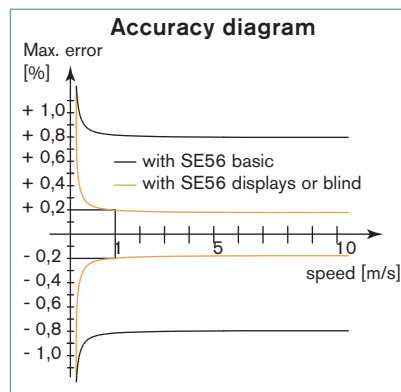 Accuracy diagram
Max. error
[%]
+ 1,0
+ 0,8
+ 0,6
with SE56 basic
+ 0,4
with SE56 displays or blind
+ 0,2
1 5 10
- 0,2
speed [m/s]
- 0,4
- 0,6
- 0,8
- 1,0